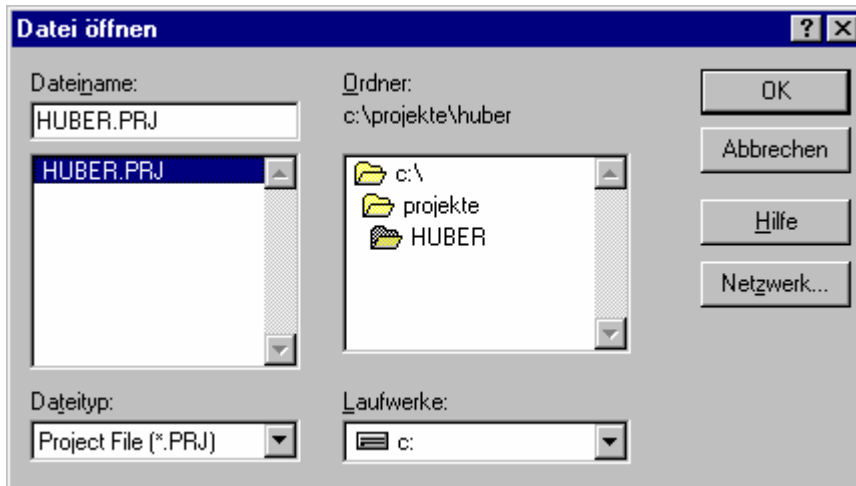 Datei öffnen
Dateiname:
HUBER.PRJ
HUBER.PRJ
Dateityp:
Project File (*.PRJ)
Ordner:
c:\projekte\huber
c:\
projekte
HUBER
Laufwerke:
c:
OK
Abbrechen
Hilfe
Netzwerk...